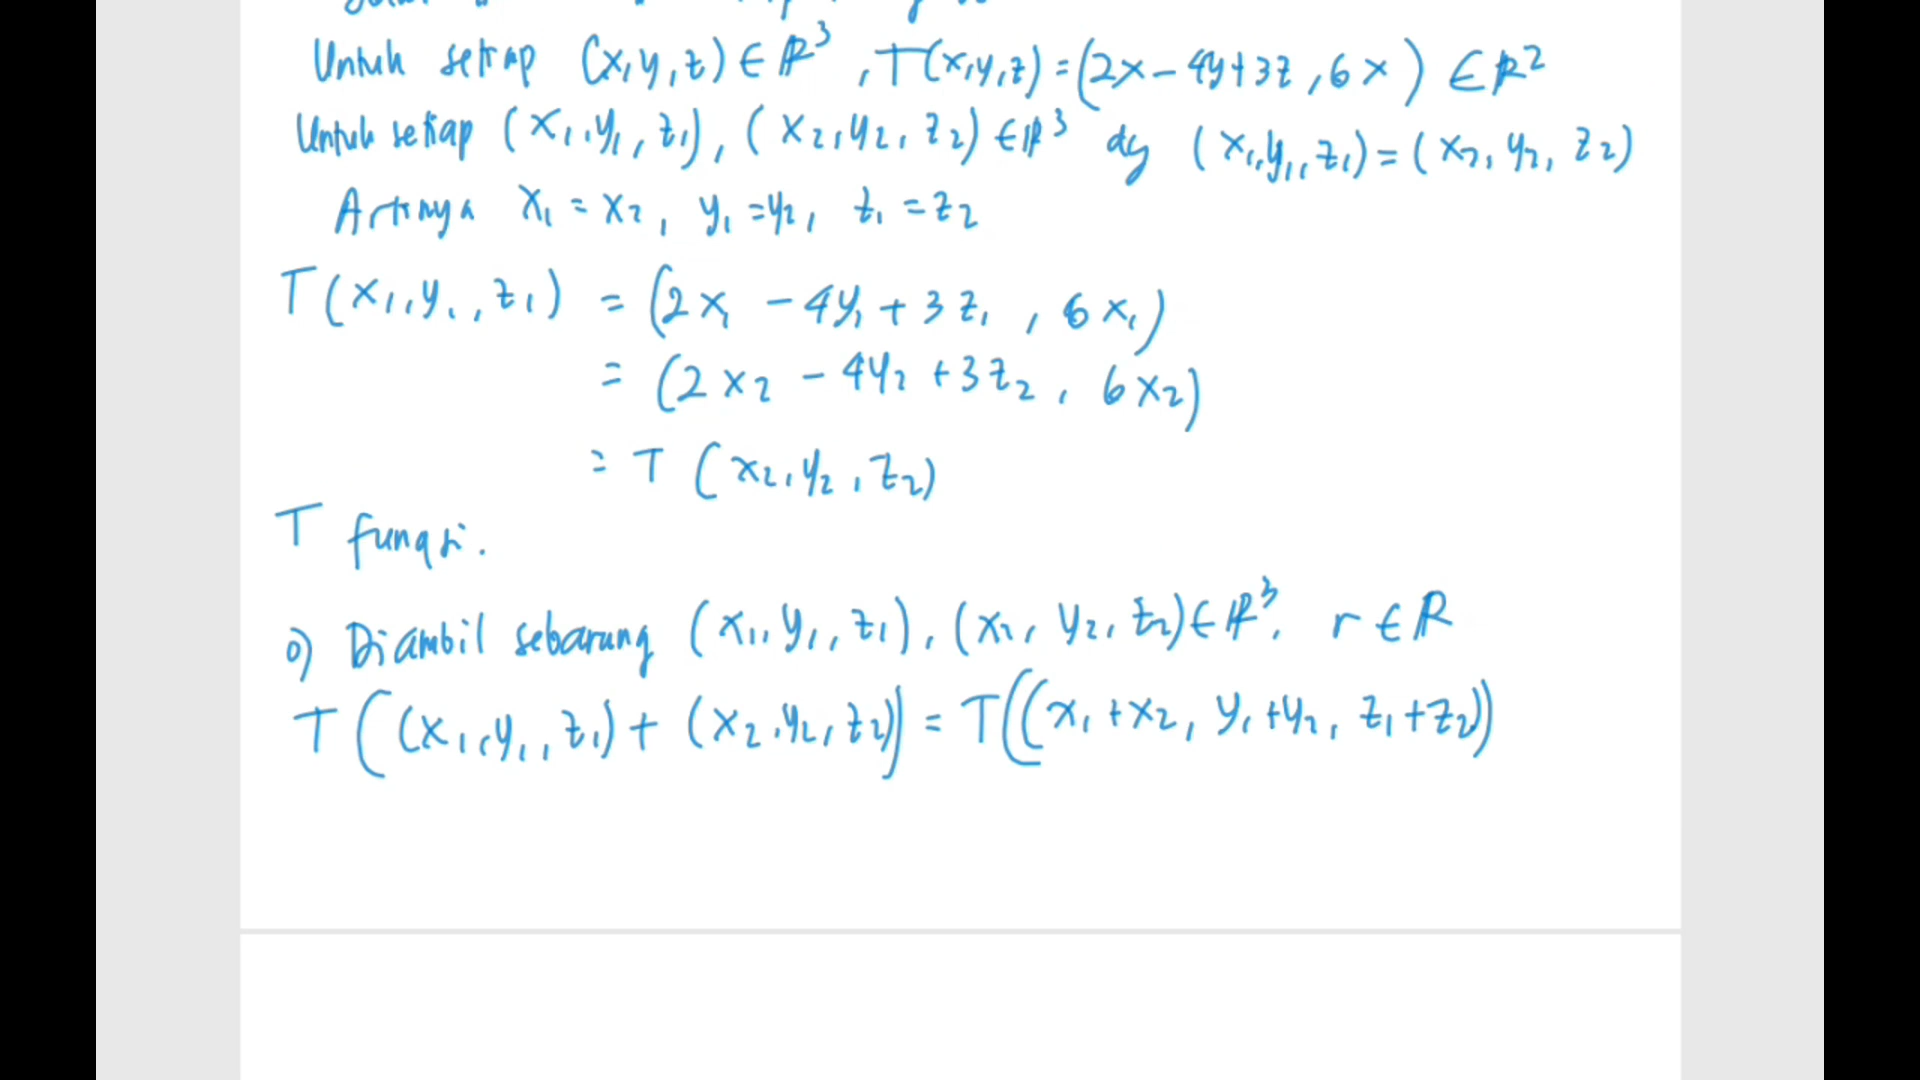 Untuk setiap (x,y,z) ∈ ℝ³, T(x,y,z) = (2x - 4y + 3z, 6x) ∈ ℝ²
Untuk setiap (x₁,y₁,z₁), (x₂,y₂,z₂) ∈ ℝ³ dg (x₁,y₁,z₁) = (x₂,y₂,z₂)
Artinya x₁ = x₂, y₁ = y₂, z₁ = z₂
T(x₁,y₁,z₁) = (2x₁ - 4y₁ + 3z₁, 6x₁)
= (2x₂ - 4y₂ + 3z₂, 6x₂)
= T(x₂,y₂,z₂)
T fungsi.
o) Diambil sebarang (x₁,y₁,z₁), (x₂,y₂,z₂) ∈ ℝ³, r ∈ ℝ
T((x₁,y₁,z₁) + (x₂,y₂,z₂)) = T((x₁+x₂, y₁+y₂, z₁+z₂))